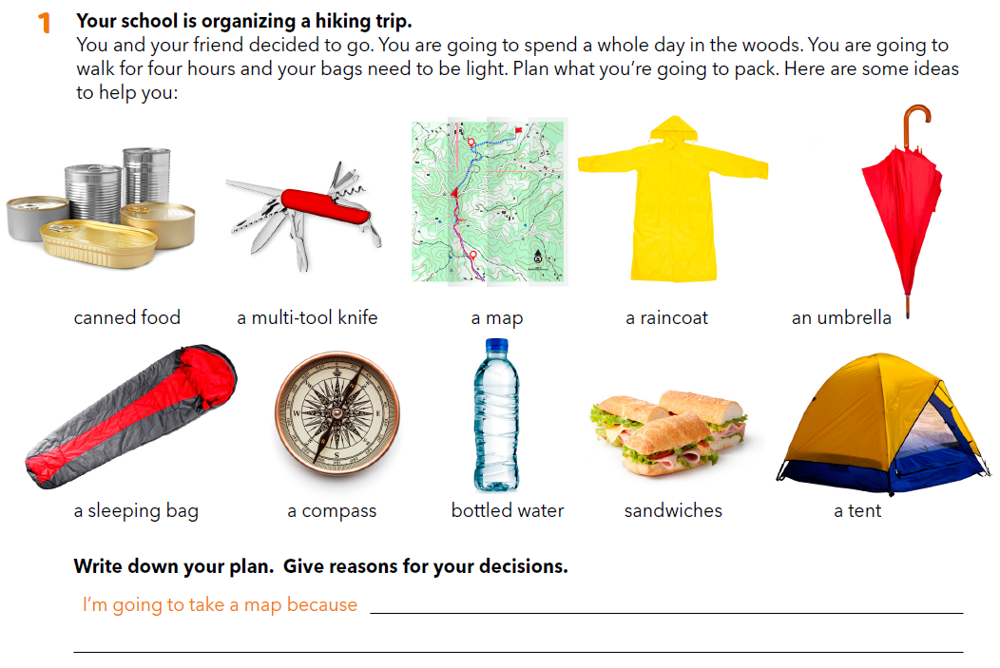 1 Your school is organizing a hiking trip.
You and your friend decided to go. You are going to spend a whole day in the woods. You are going to
walk for four hours and your bags need to be light. Plan what you’re going to pack. Here are some ideas
to help you:
canned food a multi-tool knife a map a raincoat an umbrella
a sleeping bag a compass bottled water sandwiches a tent
Write down your plan. Give reasons for your decisions.
I’m going to take a map because